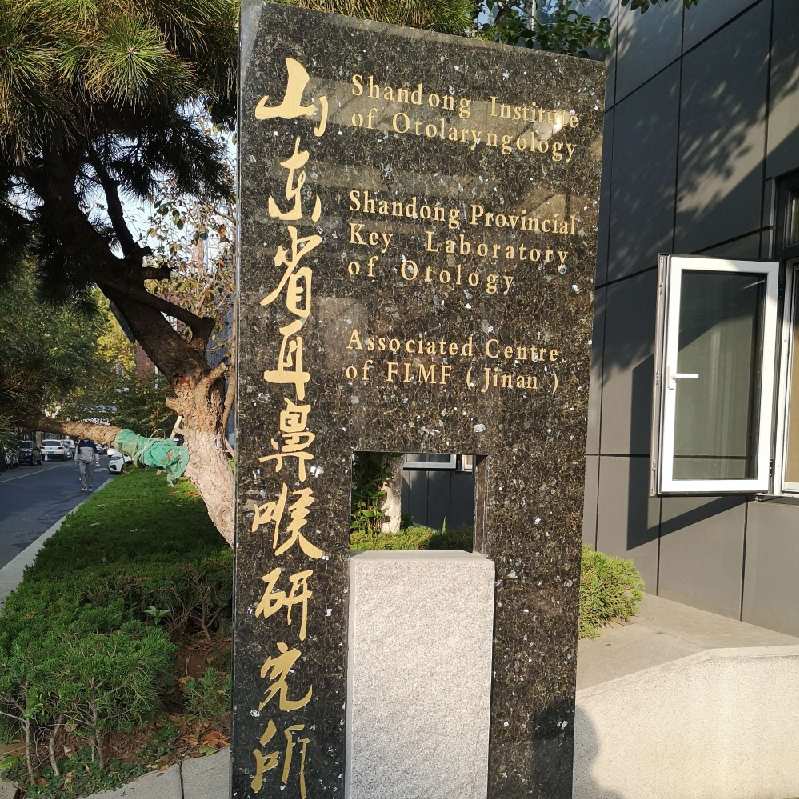 山东省耳鼻喉研究所
Shandong Institute
of Otolaryngology
Shandong Provincial
Key Laboratory
of Otology
Associated Centre
of FIMF (Jinan)